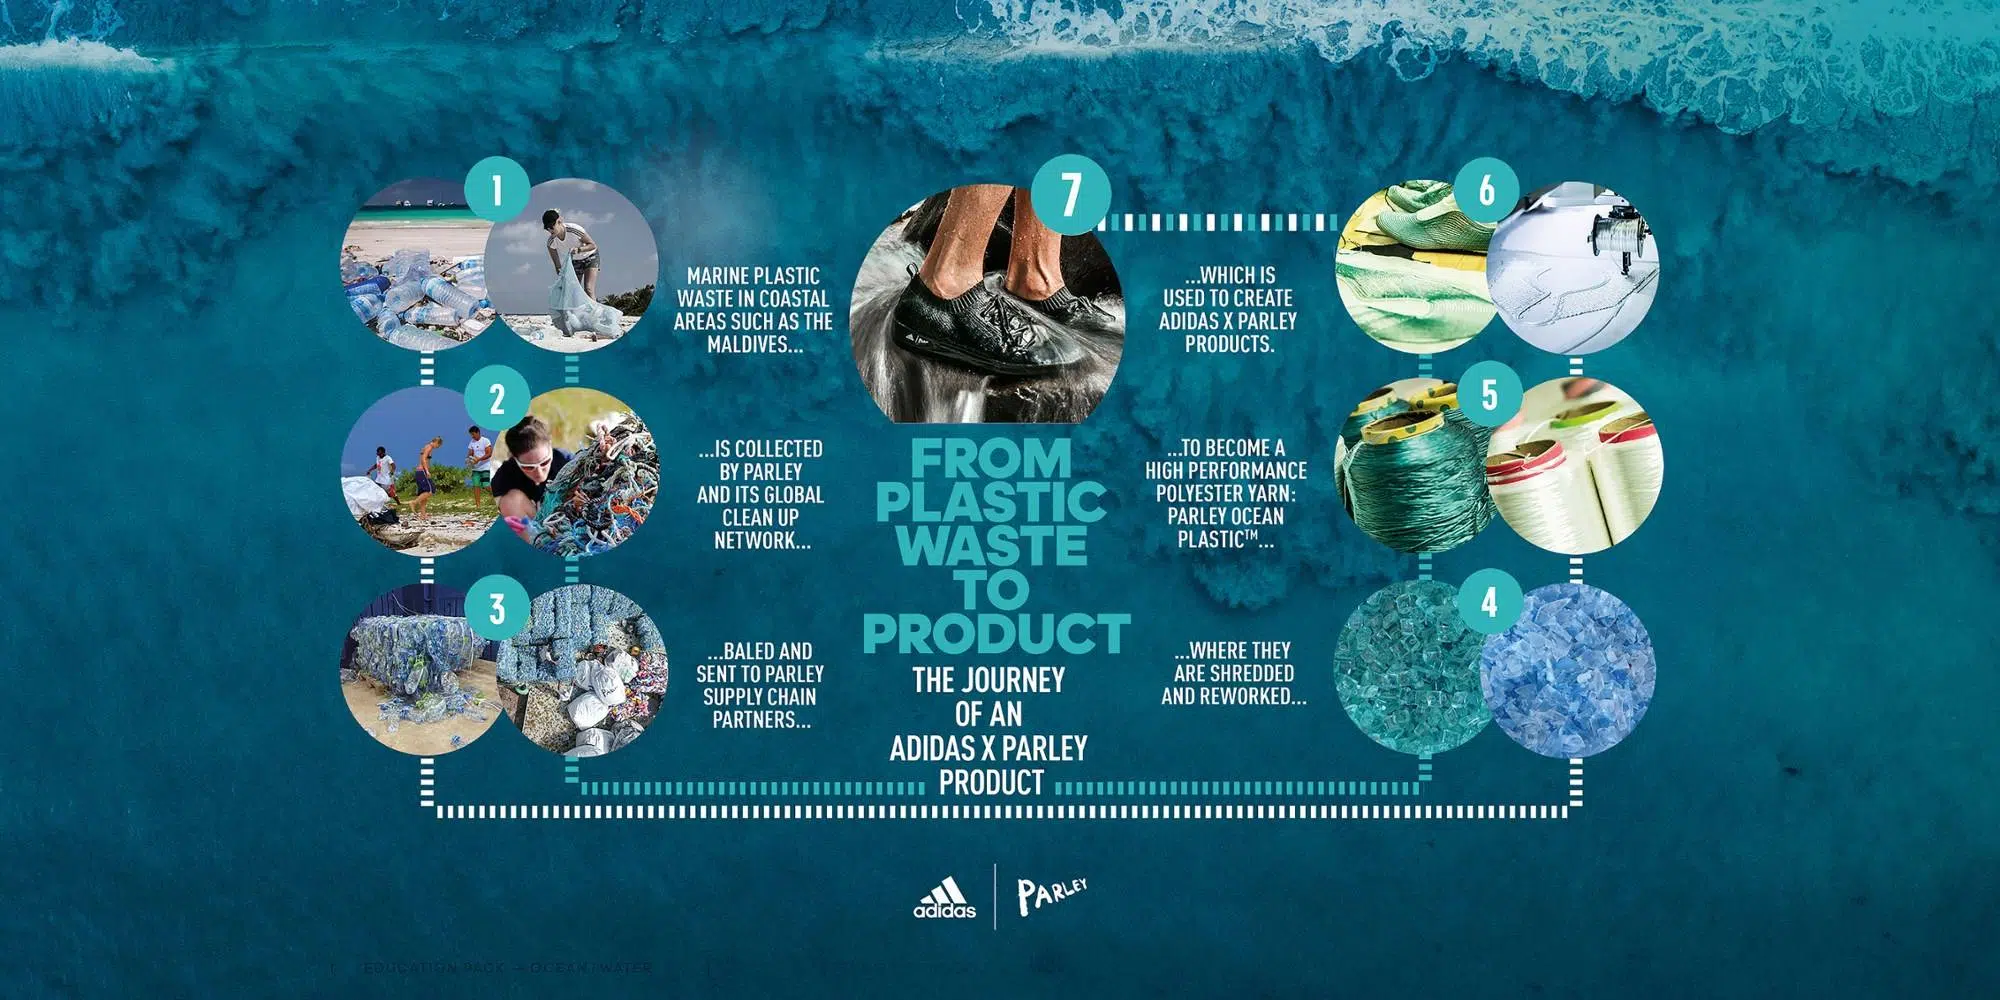 1
MARINE PLASTIC
WASTE IN COASTAL
AREAS SUCH AS THE
MALDIVES...
2
...IS COLLECTED
BY PARLEY
AND ITS GLOBAL
CLEAN UP
NETWORK...
3
...BALED AND
SENT TO PARLEY
SUPPLY CHAIN
PARTNERS...
4
...WHERE THEY
ARE SHREDDED
AND REWORKED...
5
...TO BECOME A
HIGH PERFORMANCE
POLYESTER YARN:
PARLEY OCEAN
PLASTIC™...
6
...WHICH IS
USED TO CREATE
ADIDAS X PARLEY
PRODUCTS.
7
FROM
PLASTIC
WASTE
TO
PRODUCT
THE JOURNEY
OF AN
ADIDAS X PARLEY
PRODUCT
adidas
PARLEY
EDUCATION PACK — OCEAN